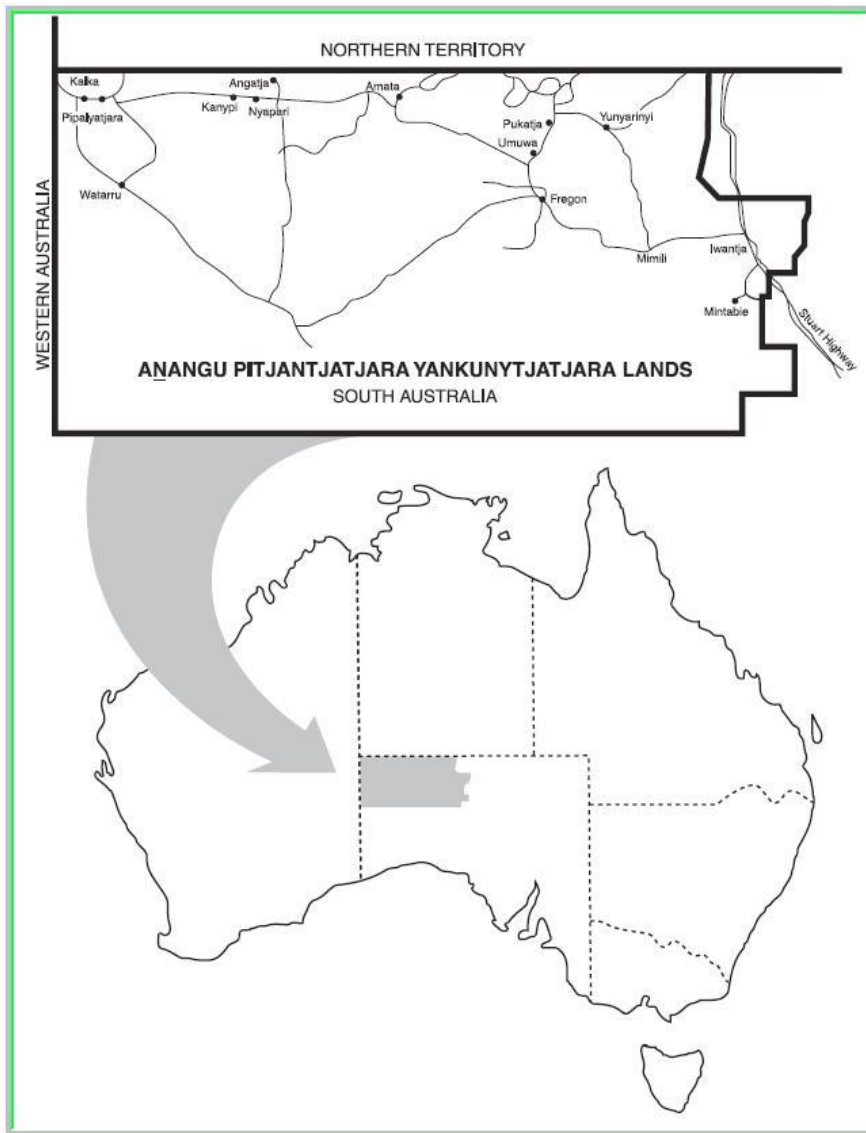 NORTHERN TERRITORY
Kalka
Angatja
Amata
Kanypi
Nyapari
Pipalyatjara
Pukatja
Yunyarinyi
Umuwa
Watarru
Fregon
WESTERN AUSTRALIA
Mimili
Iwantja
Mintabie
Stuart Highway
AṈANGU PITJANTJATJARA YANKUNYTJATJARA LANDS
SOUTH AUSTRALIA